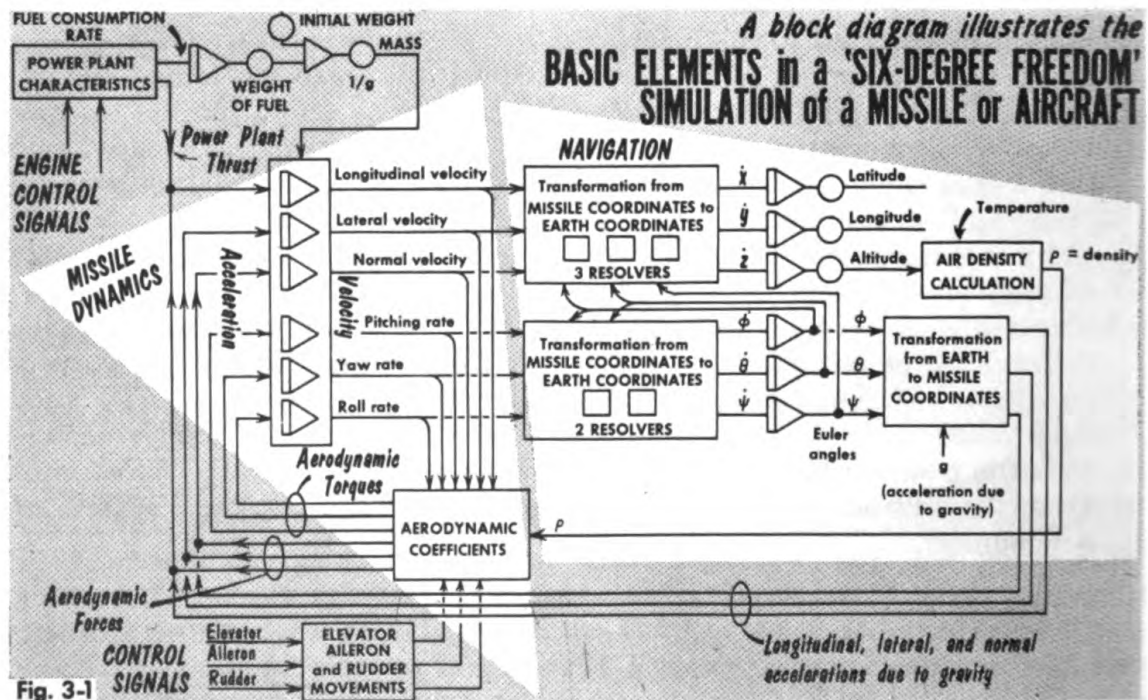 A block diagram illustrates the
BASIC ELEMENTS in a 'SIX-DEGREE FREEDOM'
SIMULATION of a MISSILE or AIRCRAFT
FUEL CONSUMPTION
RATE
INITIAL WEIGHT
MASS
POWER PLANT
CHARACTERISTICS
WEIGHT
OF FUEL
1/g
ENGINE
CONTROL
SIGNALS
Power Plant
Thrust
MISSILE
DYNAMICS
Acceleration
Velocity
Longitudinal velocity
Lateral velocity
Normal velocity
Pitching rate
Yaw rate
Roll rate
NAVIGATION
Transformation from
MISSILE COORDINATES to
EARTH COORDINATES
3 RESOLVERS
ẋ
ẏ
ż
Latitude
Longitude
Altitude
Temperature
AIR DENSITY
CALCULATION
ρ = density
Transformation from
MISSILE COORDINATES to
EARTH COORDINATES
2 RESOLVERS
φ̇
θ̇
ψ̇
φ
θ
ψ
Euler
angles
Transformation
from EARTH
to MISSILE
COORDINATES
g
(acceleration due
to gravity)
Aerodynamic
Torques
AERODYNAMIC
COEFFICIENTS
ρ
Aerodynamic
Forces
Longitudinal, lateral, and normal
accelerations due to gravity
CONTROL
SIGNALS
Elevator
Aileron
Rudder
ELEVATOR
AILERON
and RUDDER
MOVEMENTS
Fig. 3-1